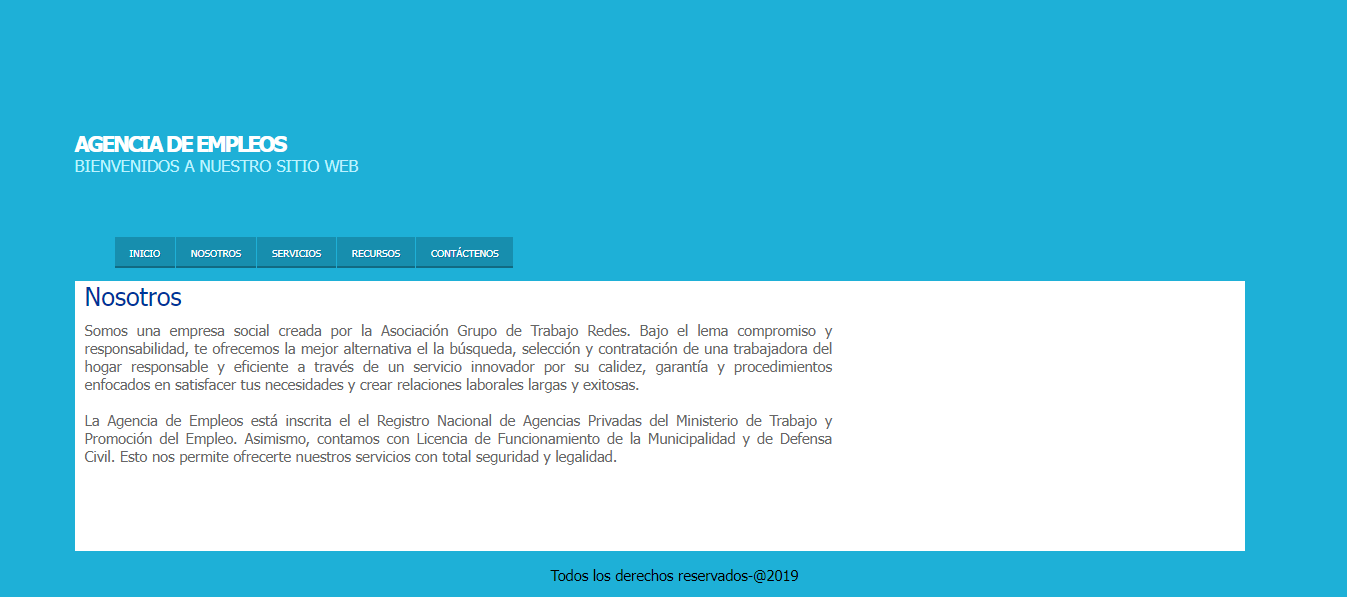 AGENCIA DE EMPLEOS
BIENVENIDOS A NUESTRO SITIO WEB
INICIO NOSOTROS SERVICIOS RECURSOS CONTÁCTENOS
Nosotros
Somos una empresa social creada por la Asociación Grupo de Trabajo Redes. Bajo el lema compromiso y
responsabilidad, te ofrecemos la mejor alternativa el la búsqueda, selección y contratación de una trabajadora del
hogar responsable y eficiente a través de un servicio innovador por su calidez, garantía y procedimientos
enfocados en satisfacer tus necesidades y crear relaciones laborales largas y exitosas.
La Agencia de Empleos está inscrita el el Registro Nacional de Agencias Privadas del Ministerio de Trabajo y
Promoción del Empleo. Asimismo, contamos con Licencia de Funcionamiento de la Municipalidad y de Defensa
Civil. Esto nos permite ofrecerte nuestros servicios con total seguridad y legalidad.
Todos los derechos reservados-@2019